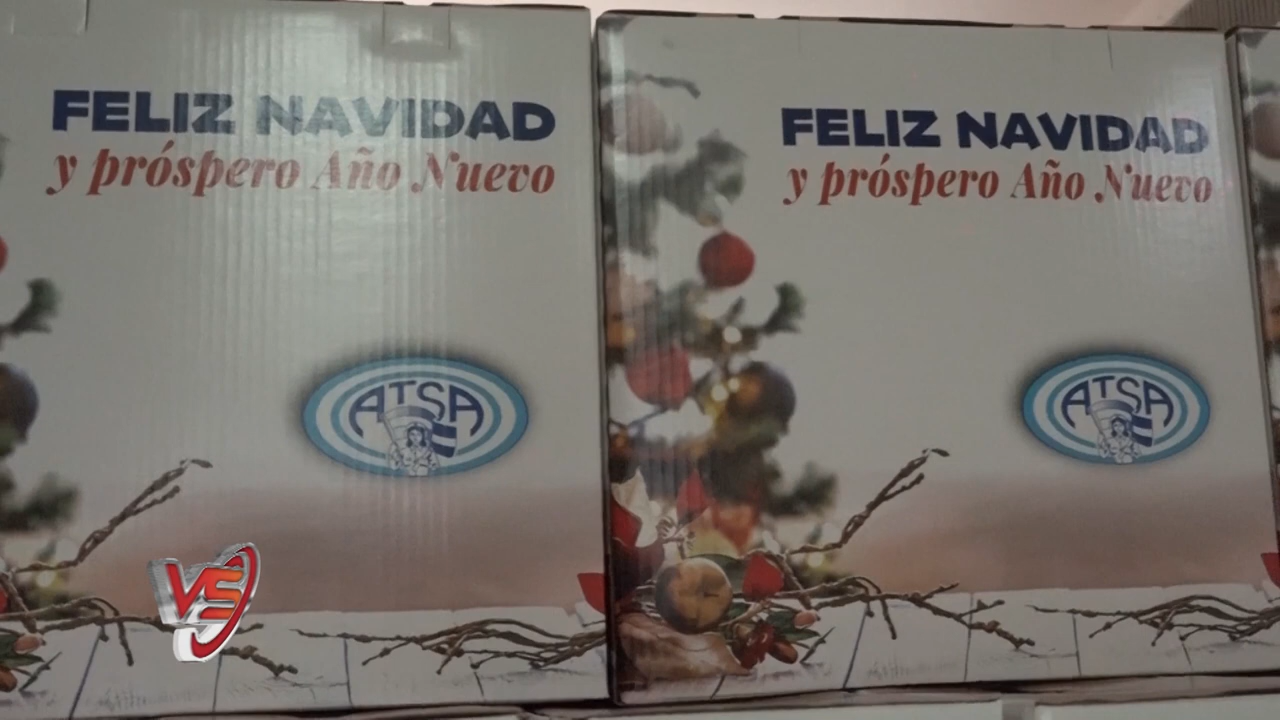 FELIZ NAVIDAD
y próspero Año Nuevo
ATSA
FELIZ NAVIDAD
y próspero Año Nuevo
ATSA
VS